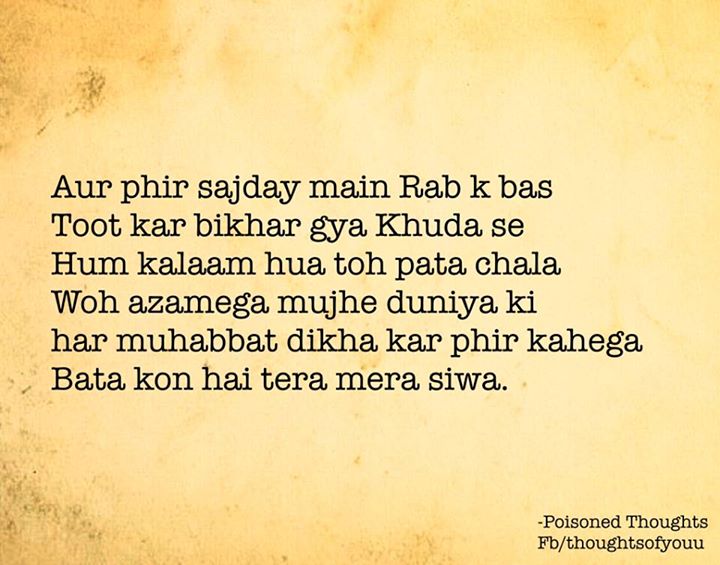 Aur phir sajday main Rab k bas
Toot kar bikhar gya Khuda se
Hum kalaam hua toh pata chala
Woh azamega mujhe duniya ki
har muhabbat dikha kar phir kahega
Bata kon hai tera mera siwa.
-Poisoned Thoughts
Fb/thoughtsofyouu